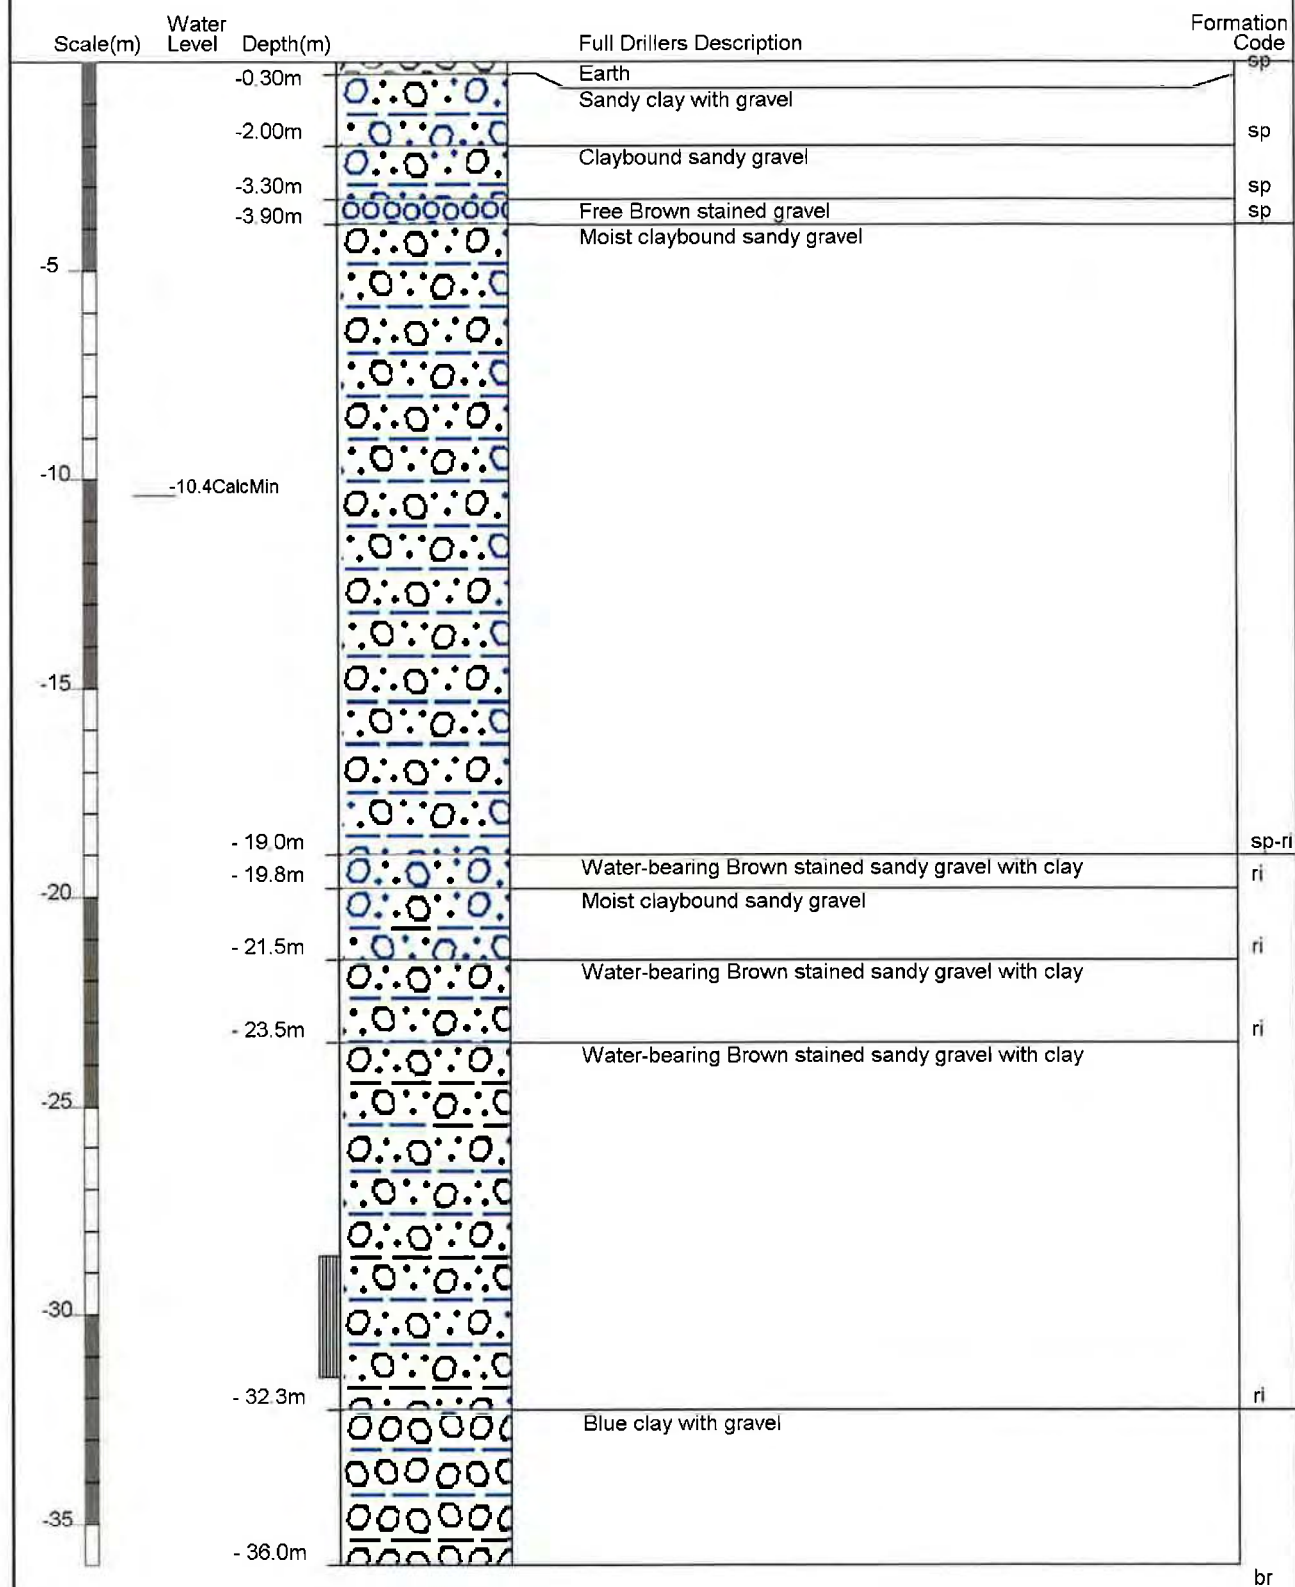 Scale(m) Water Level Depth(m) Full Drillers Description Formation Code
sp
-0.30m Earth
Sandy clay with gravel
-2.00m sp
Claybound sandy gravel
-3.30m sp
-3.90m Free Brown stained gravel sp
Moist claybound sandy gravel
-5
-10
-10.4CalcMin
-15
- 19.0m sp-ri
- 19.8m Water-bearing Brown stained sandy gravel with clay ri
-20
Moist claybound sandy gravel
- 21.5m ri
Water-bearing Brown stained sandy gravel with clay
- 23.5m ri
Water-bearing Brown stained sandy gravel with clay
-25
-30
- 32.3m ri
Blue clay with gravel
-35
- 36.0m
br